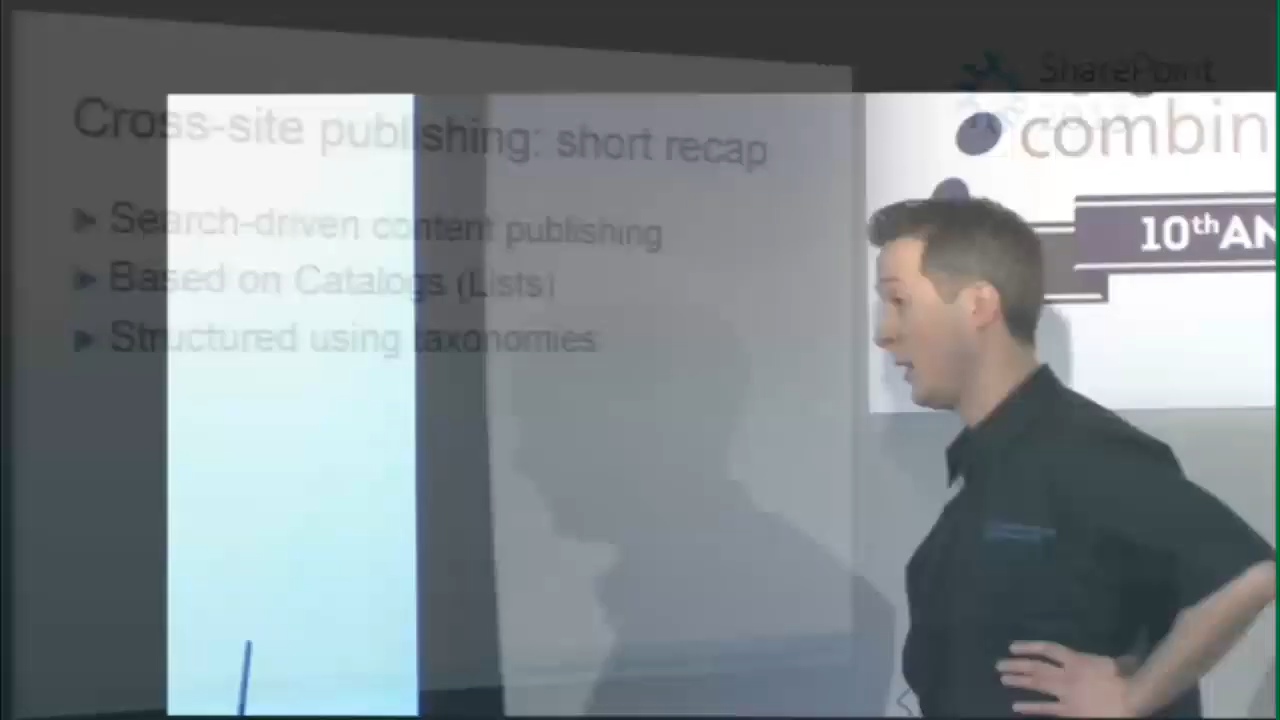 SharePoint
combin
Cross-site publishing: short recap
10th AN
▶ Search-driven content publishing
▶ Based on Catalogs (Lists)
▶ Structured using taxonomies